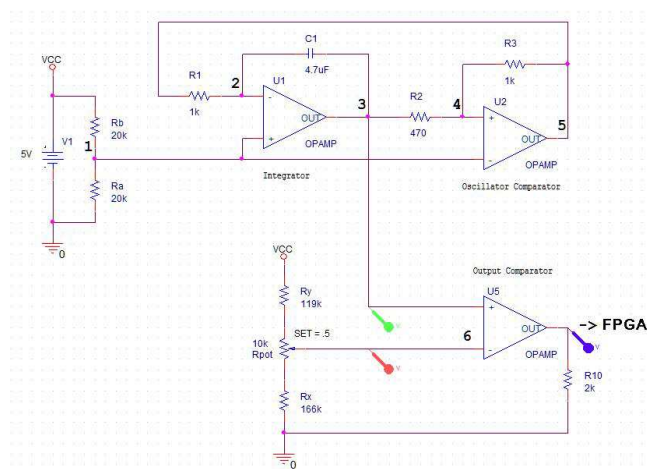 C1
4.7uF
R3
1k
VCC
R1
1k
2
U1
-
+
OUT
OPAMP
3
R2
470
4
U2
+
-
OUT
OPAMP
5
Rb
20k
1
V1
5V
Ra
20k
Integrator
Oscillator Comparator
0
VCC
Output Comparator
Ry
119k
U5
+
-
OUT
OPAMP
-> FPGA
SET = .5
10k
Rpot
6
V
V
V
R10
2k
Rx
166k
0